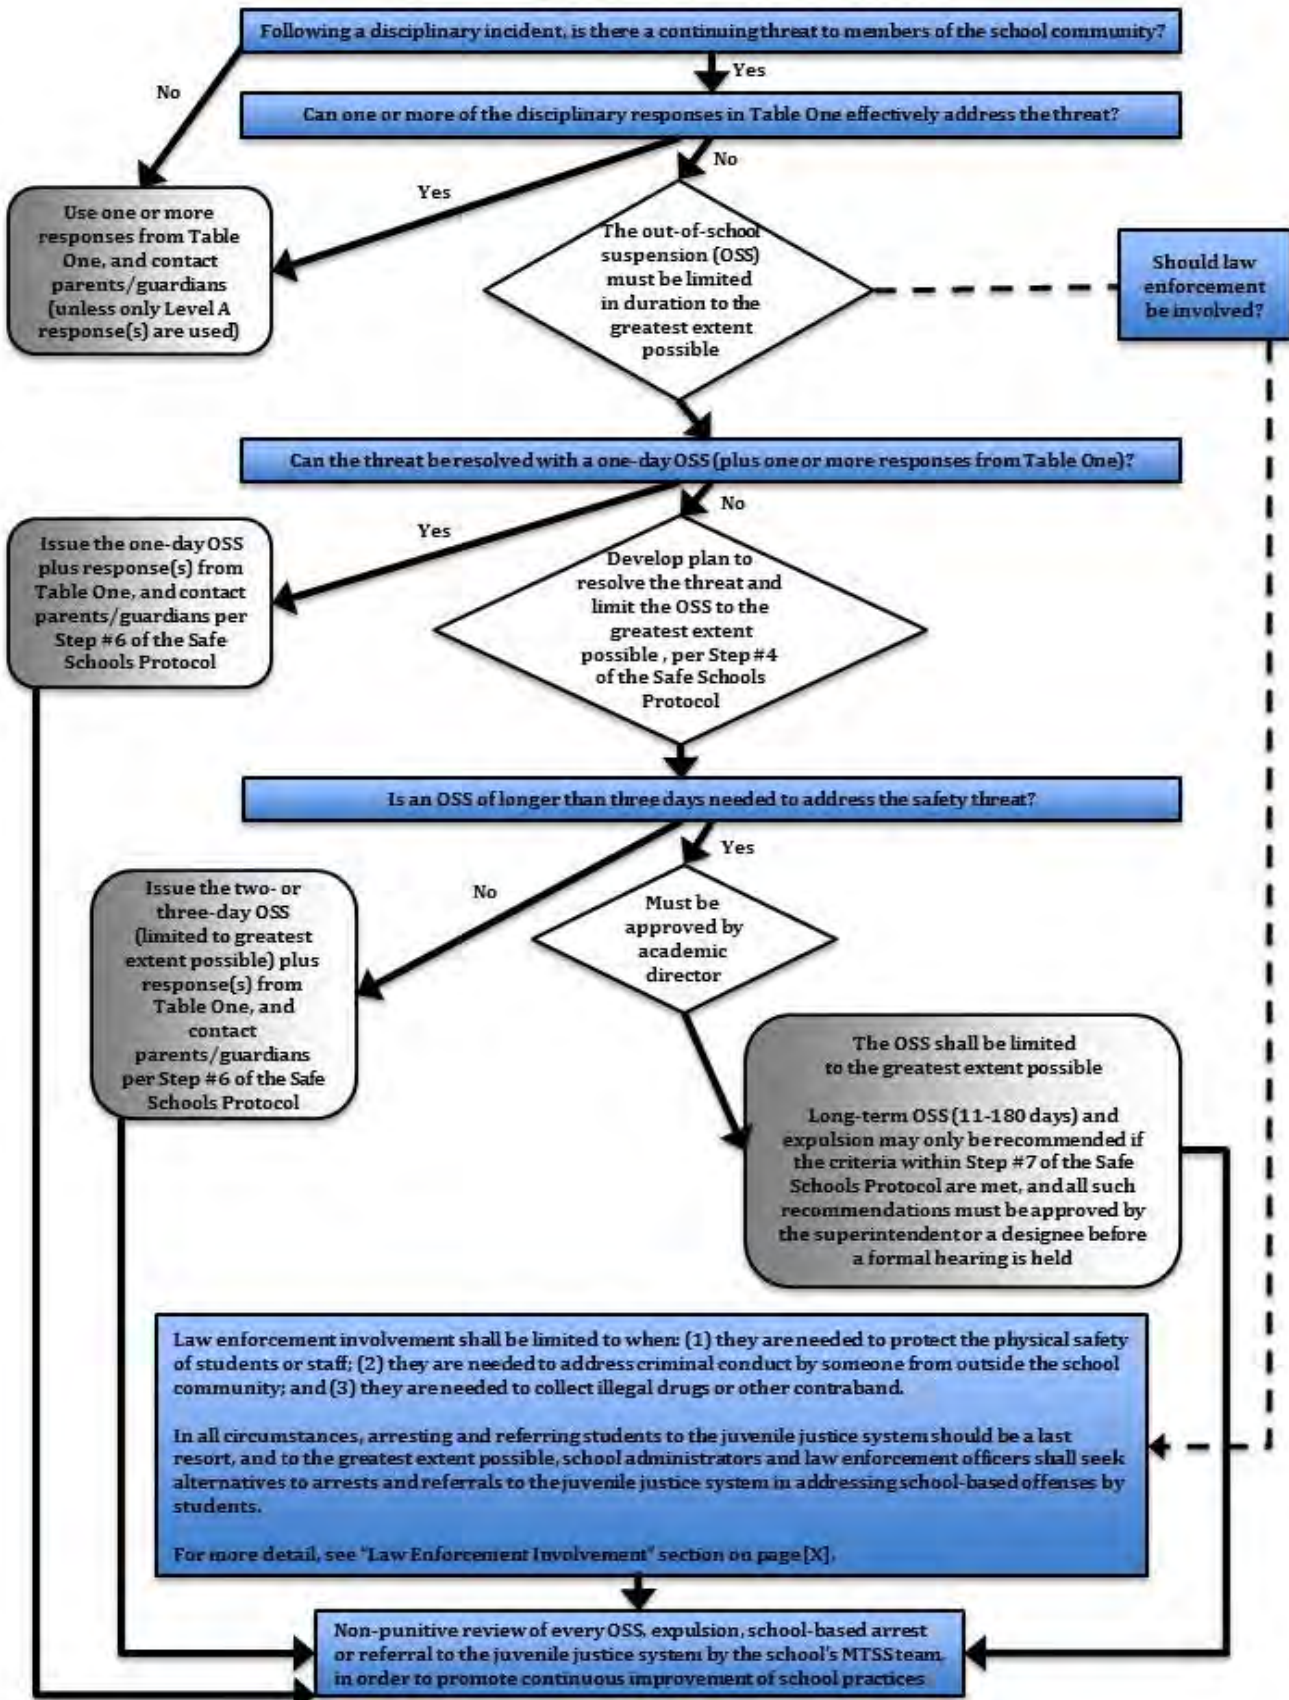 Following a disciplinary incident, is there a continuing threat to members of the school community?
No
Yes
Can one or more of the disciplinary responses in Table One effectively address the threat?
Yes
No
Use one or more
responses from Table
One, and contact
parents/guardians
(unless only Level A
response(s) are used)
The out-of-school
suspension (OSS)
must be limited
in duration to the
greatest extent
possible
Should law
enforcement
be involved?
Can the threat be resolved with a one-day OSS (plus one or more responses from Table One)?
Yes
No
Issue the one-day OSS
plus response(s) from
Table One, and contact
parents/guardians per
Step #6 of the Safe
Schools Protocol
Develop plan to
resolve the threat and
limit the OSS to the
greatest extent
possible , per Step #4
of the Safe Schools
Protocol
Is an OSS of longer than three days needed to address the safety threat?
No
Yes
Issue the two- or
three-day OSS
(limited to greatest
extent possible) plus
response(s) from
Table One, and
contact
parents/guardians
per Step #6 of the Safe
Schools Protocol
Must be
approved by
academic
director
The OSS shall be limited
to the greatest extent possible
Long-term OSS (11-180 days) and
expulsion may only be recommended if
the criteria within Step #7 of the Safe
Schools Protocol are met, and all such
recommendations must be approved by
the superintendent or a designee before
a formal hearing is held
Law enforcement involvement shall be limited to when: (1) they are needed to protect the physical safety
of students or staff; (2) they are needed to address criminal conduct by someone from outside the school
community; and (3) they are needed to collect illegal drugs or other contraband.
In all circumstances, arresting and referring students to the juvenile justice system should be a last
resort, and to the greatest extent possible, school administrators and law enforcement officers shall seek
alternatives to arrests and referrals to the juvenile justice system in addressing school-based offenses by
students.
For more detail, see "Law Enforcement Involvement" section on page [X].
Non-punitive review of every OSS, expulsion, school-based arrest
or referral to the juvenile justice system by the school's MTSS team,
in order to promote continuous improvement of school practices